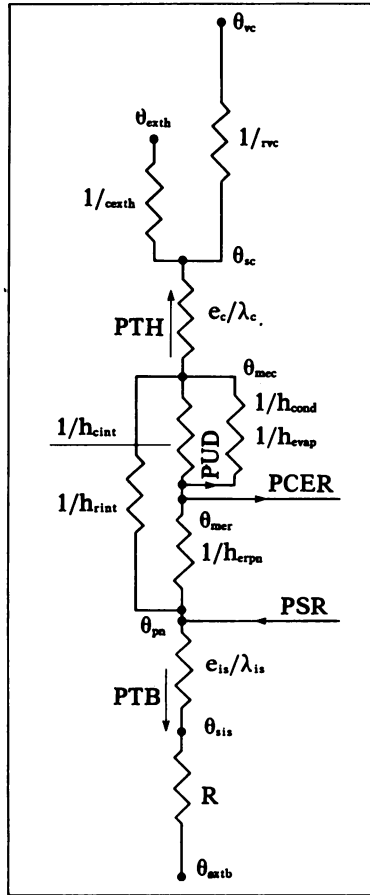 θvc
θexth
1/rvc
1/cexth
θsc
PTH
ec/λc
θmec
1/hcint
1/hcond
1/hevap
PUD
PCER
1/hrint
θmer
1/herpn
PSR
θpn
eis/λis
PTB
θsis
R
θextb